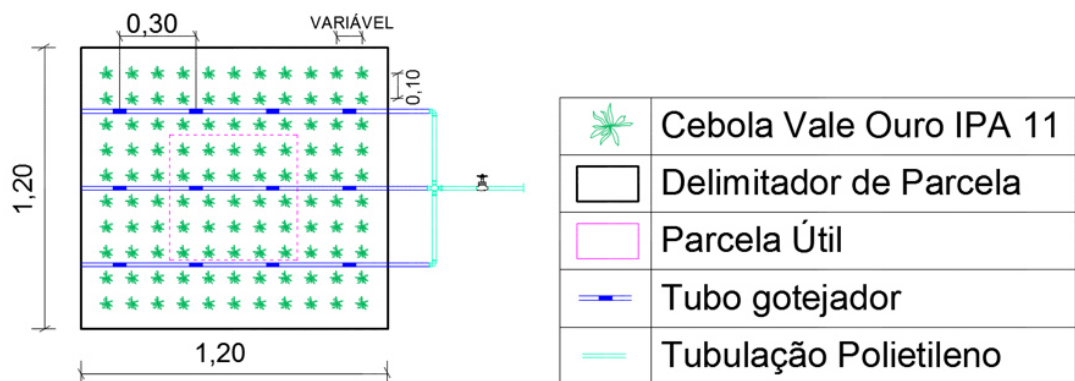 0,30
VARIÁVEL
0,10
1,20
1,20
Cebola Vale Ouro IPA 11
Delimitador de Parcela
Parcela Útil
Tubo gotejador
Tubulação Polietileno